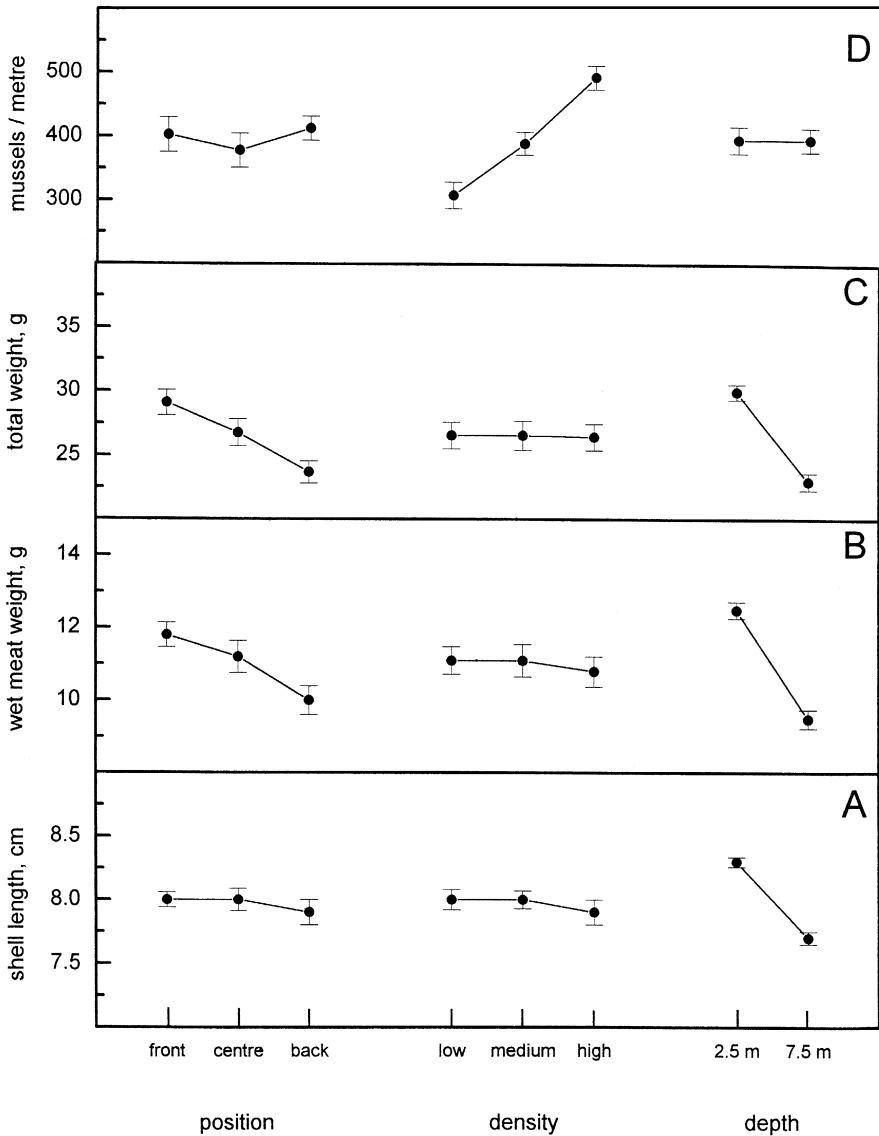 D
mussels / metre
500
400
300
C
total weight, g
35
30
25
B
wet meat weight, g
14
12
10
A
shell length, cm
8.5
8.0
7.5
front centre back low medium high 2.5 m 7.5 m
position density depth